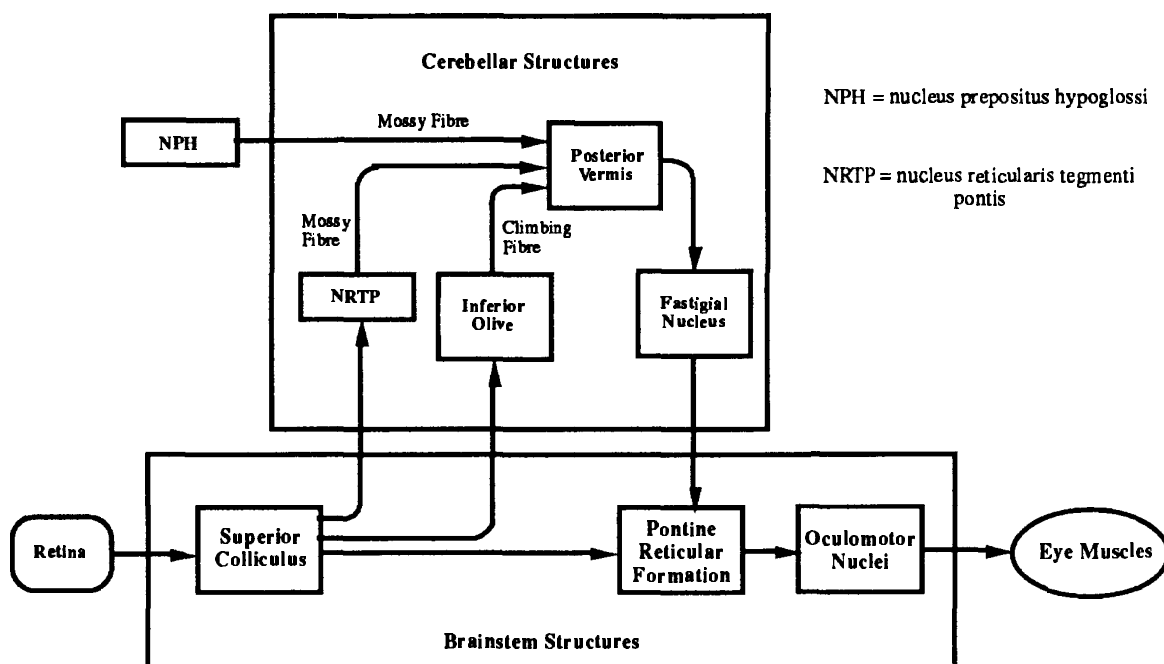 Cerebellar Structures
NPH = nucleus prepositus hypoglossi
Mossy Fibre
NPH
Posterior
Vermis
NRTP = nucleus reticularis tegmenti
pontis
Mossy
Fibre
Climbing
Fibre
NRTP
Inferior
Olive
Fastigial
Nucleus
Retina
Superior
Colliculus
Pontine
Reticular
Formation
Oculomotor
Nuclei
Eye Muscles
Brainstem Structures